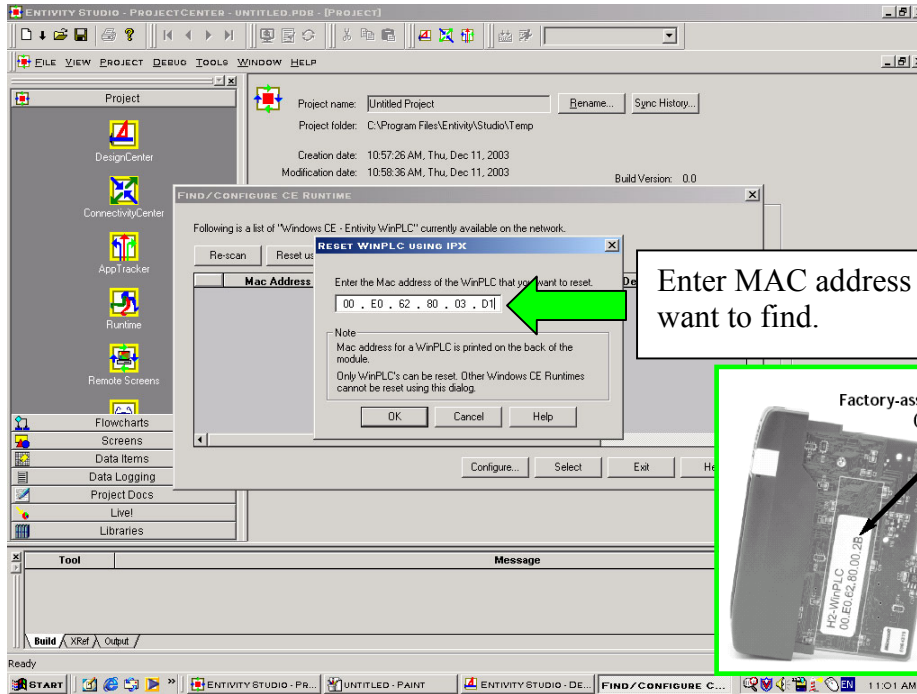 ENTIVITY STUDIO - PROJECTCENTER - UNTITLED.PDB - [PROJECT]
FILE VIEW PROJECT DEBUG TOOLS WINDOW HELP
Project
DesignCenter
ConnectivityCenter
AppTracker
Runtime
Remote Screens
Flowcharts
Screens
Data Items
Data Logging
Project Docs
Live!
Libraries
Project name: Untitled Project Rename... Sync History...
Project folder: C:\Program Files\Entivity\Studio\Temp
Creation date: 10:57:26 AM, Thu, Dec 11, 2003
Modification date: 10:58:36 AM, Thu, Dec 11, 2003
Build Version: 0.0
FIND/CONFIGURE CE RUNTIME
Following is a list of "Windows CE - Entivity WinPLC" currently available on the network.
Re-scan Reset us
Mac Address De
RESET WINPLC USING IPX
Enter the Mac address of the WinPLC that you want to reset.
00 . E0 . 62 . 80 . 03 . D1
Note
Mac address for a WinPLC is printed on the back of the
module.
Only WinPLC's can be reset. Other Windows CE Runtimes
cannot be reset using this dialog.
OK Cancel Help
Configure... Select Exit He
Enter MAC address
want to find.
Factory-ass
H2-WinPLC
00.E0.62.80.00.2B
Tool Message
Build XRef Output
Ready
START » ENTIVITY STUDIO - PR... UNTITLED - PAINT ENTIVITY STUDIO - DE... FIND/CONFIGURE C... EN 11:01 AM